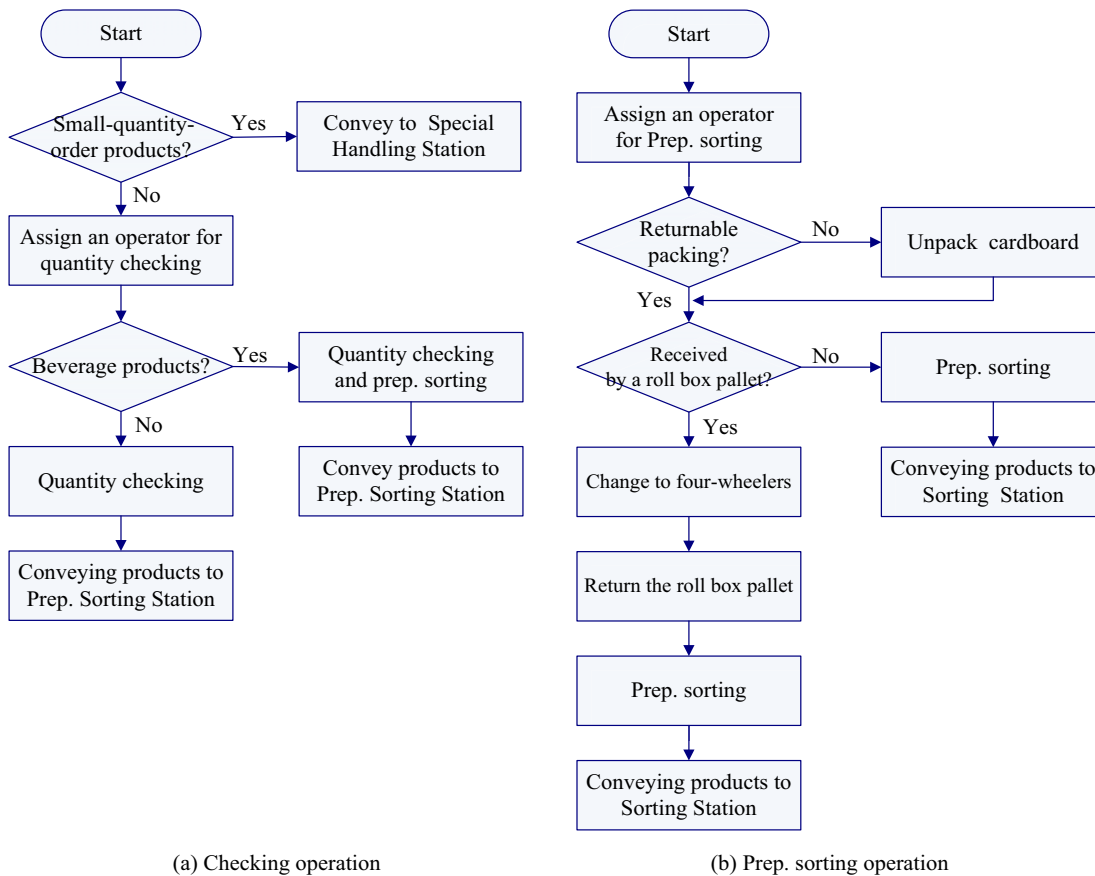 Start
Small-quantity-
order products?
Yes
Convey to Special
Handling Station
No
Assign an operator for
quantity checking
Beverage products?
Yes
Quantity checking
and prep. sorting
No
Convey products to
Prep. Sorting Station
Quantity checking
Conveying products to
Prep. Sorting Station
(a) Checking operation
Start
Assign an operator
for Prep. sorting
Returnable
packing?
No
Unpack cardboard
Yes
Received
by a roll box pallet?
No
Prep. sorting
Yes
Conveying products to
Sorting Station
Change to four-wheelers
Return the roll box pallet
Prep. sorting
Conveying products to
Sorting Station
(b) Prep. sorting operation